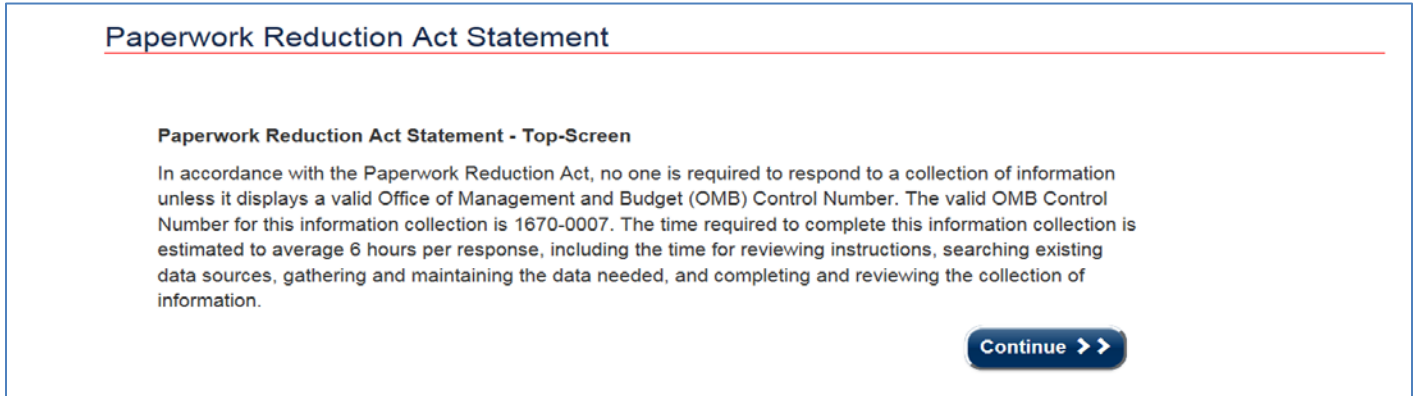 Paperwork Reduction Act Statement
Paperwork Reduction Act Statement - Top-Screen
In accordance with the Paperwork Reduction Act, no one is required to respond to a collection of information
unless it displays a valid Office of Management and Budget (OMB) Control Number. The valid OMB Control
Number for this information collection is 1670-0007. The time required to complete this information collection is
estimated to average 6 hours per response, including the time for reviewing instructions, searching existing
data sources, gathering and maintaining the data needed, and completing and reviewing the collection of
information.
Continue >>